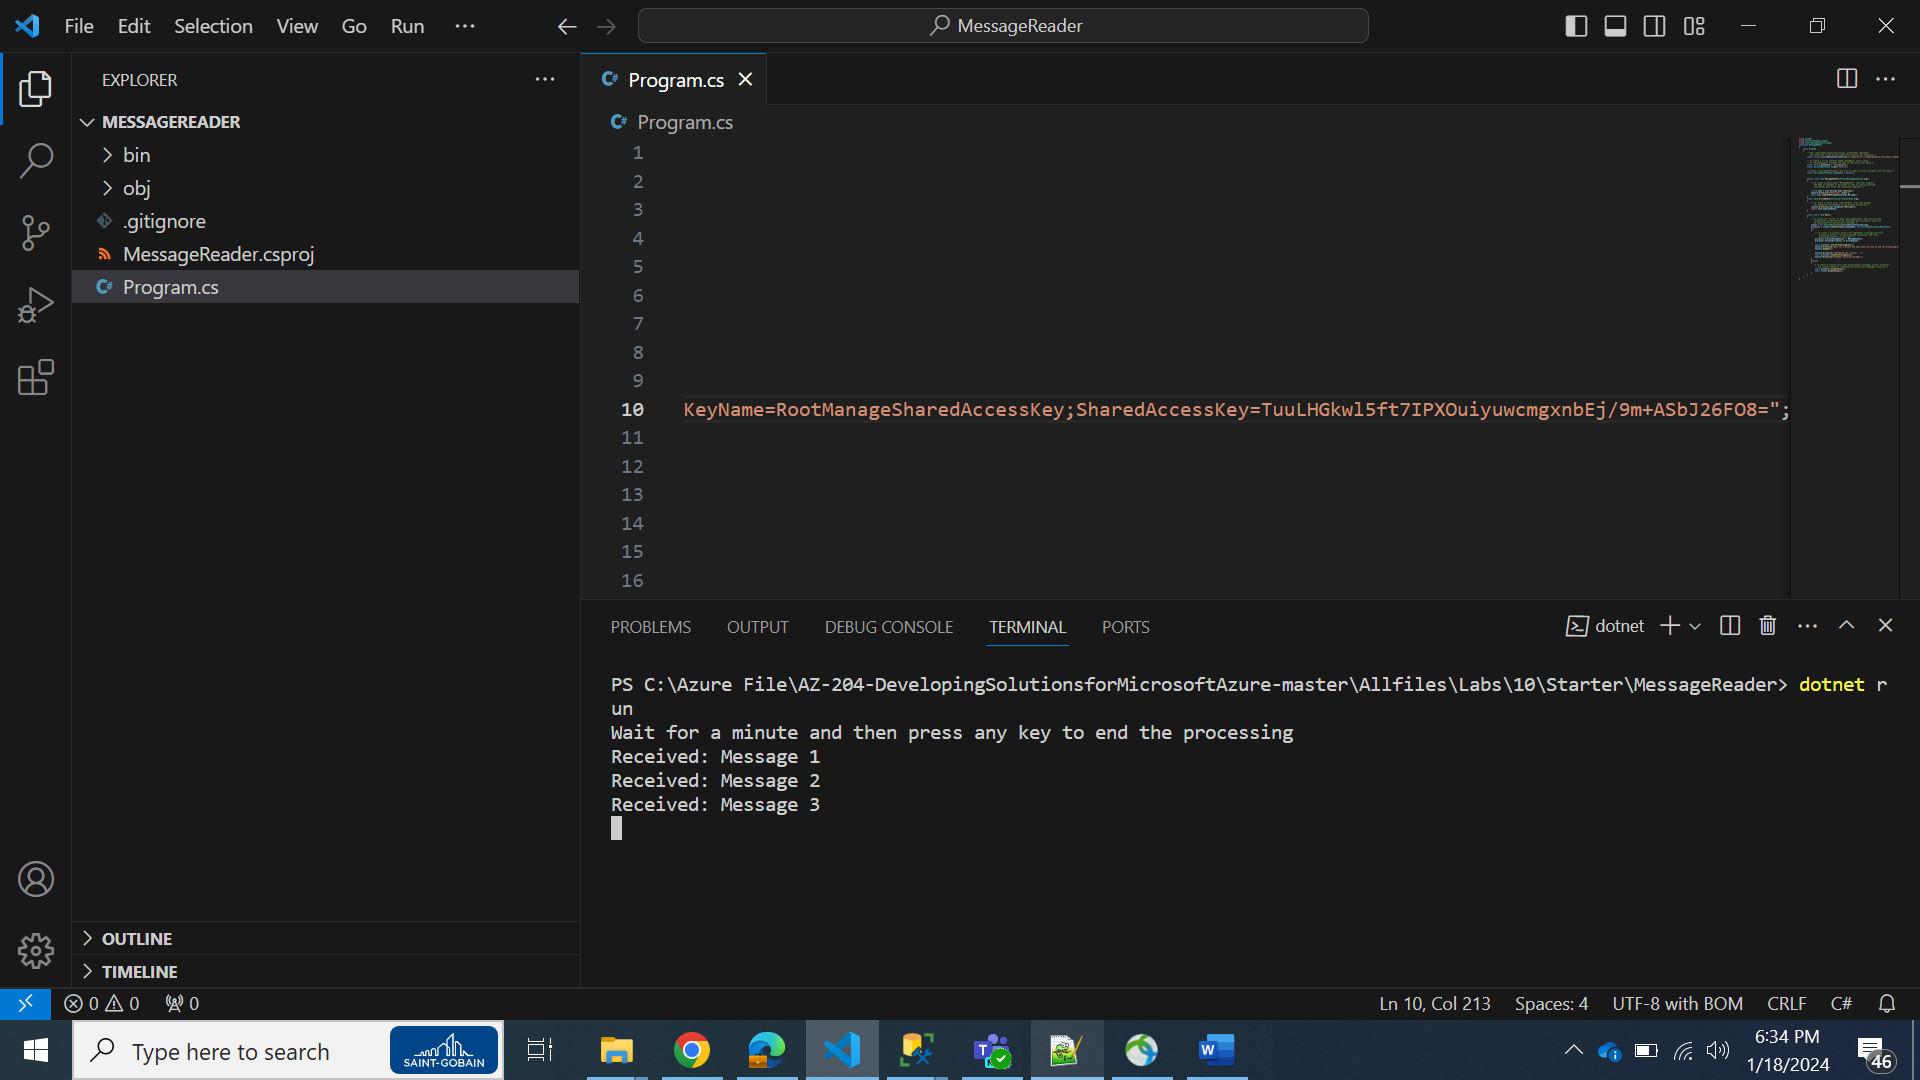 File Edit Selection View Go Run ···
MessageReader
EXPLORER
MESSAGEREADER
bin
obj
.gitignore
MessageReader.csproj
Program.cs
OUTLINE
TIMELINE
Program.cs
Program.cs
1
2
3
4
5
6
7
8
9
10 KeyName=RootManageSharedAccessKey;SharedAccessKey=TuuLHGkwl5ft7IPXOuiyuwcmgxnbEj/9m+ASbJ26FO8=";
11
12
13
14
15
16
PROBLEMS OUTPUT DEBUG CONSOLE TERMINAL PORTS
dotnet
PS C:\Azure File\AZ-204-DevelopingSolutionsforMicrosoftAzure-master\Allfiles\Labs\10\Starter\MessageReader> dotnet r
un
Wait for a minute and then press any key to end the processing
Received: Message 1
Received: Message 2
Received: Message 3
0 0 0
Ln 10, Col 213 Spaces: 4 UTF-8 with BOM CRLF C#
Type here to search
SAINT-GOBAIN
6:34 PM
1/18/2024
46